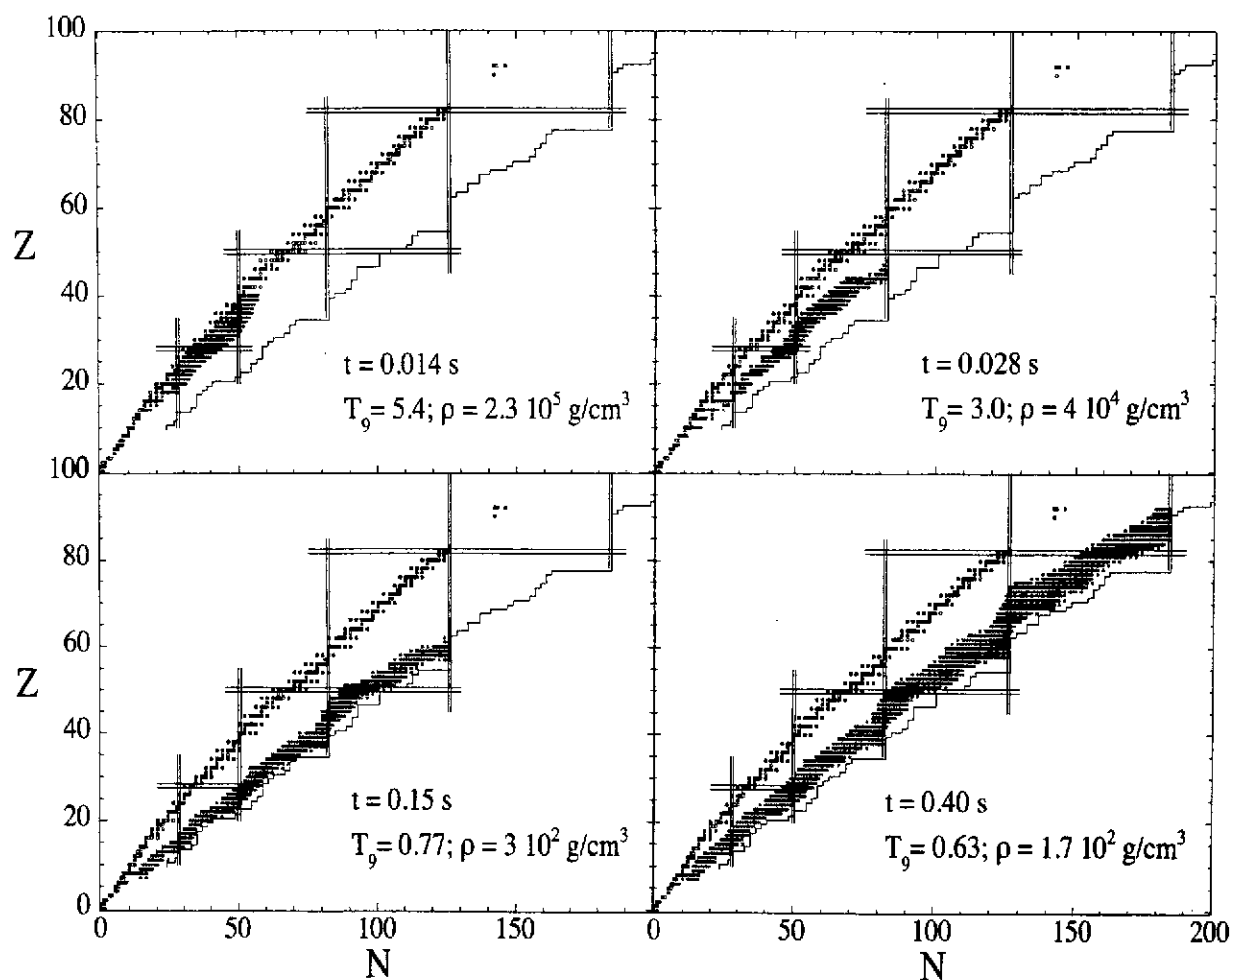 100
80
60
40
20
Z
t = 0.014 s
T9 = 5.4; ρ = 2.3 10^5 g/cm^3
t = 0.028 s
T9 = 3.0; ρ = 4 10^4 g/cm^3
100
80
60
40
20
0
Z
t = 0.15 s
T9 = 0.77; ρ = 3 10^2 g/cm^3
t = 0.40 s
T9 = 0.63; ρ = 1.7 10^2 g/cm^3
0 50 100 150 0 50 100 150 200
N N